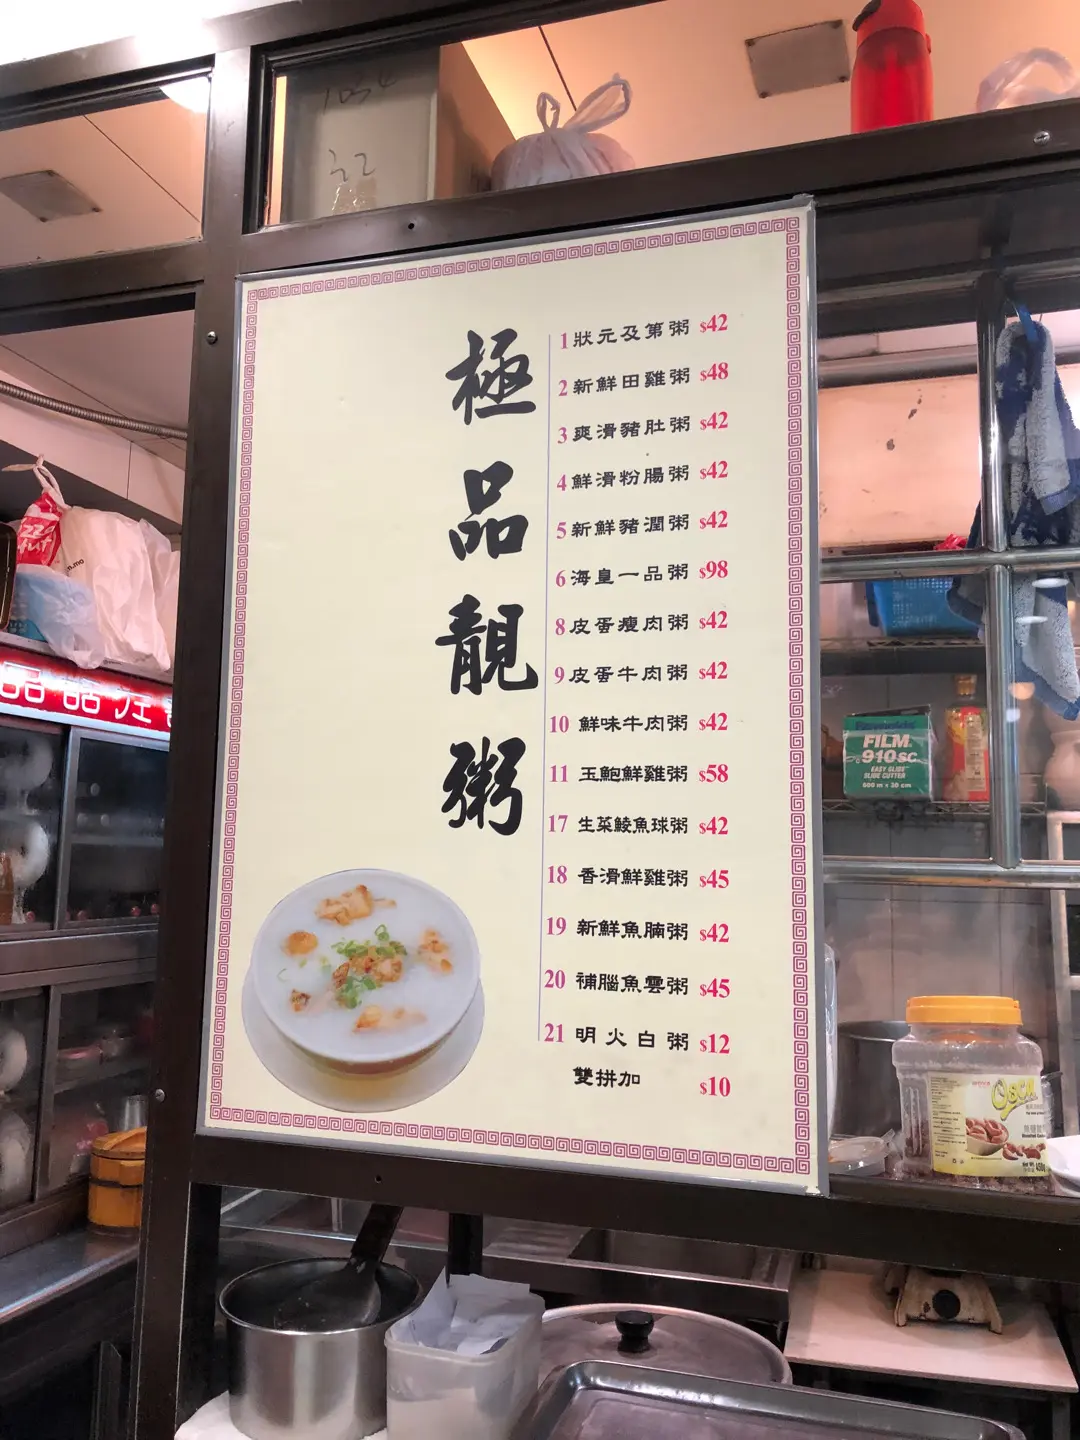 極品靚粥
1 狀元及第粥 $42
2 新鮮田雞粥 $48
3 爽滑豬肚粥 $42
4 鮮滑粉腸粥 $42
5 新鮮豬潤粥 $42
6 海皇一品粥 $98
8 皮蛋瘦肉粥 $42
9 皮蛋牛肉粥 $42
10 鮮味牛肉粥 $42
11 玉鮑鮮雞粥 $58
17 生菜鯪魚球粥 $42
18 香滑鮮雞粥 $45
19 新鮮魚腩粥 $42
20 補腦魚雲粥 $45
21 明火白粥 $12
雙拼加 $10
FILM
910SC
EASY GLIDE
SLIDE CUTTER